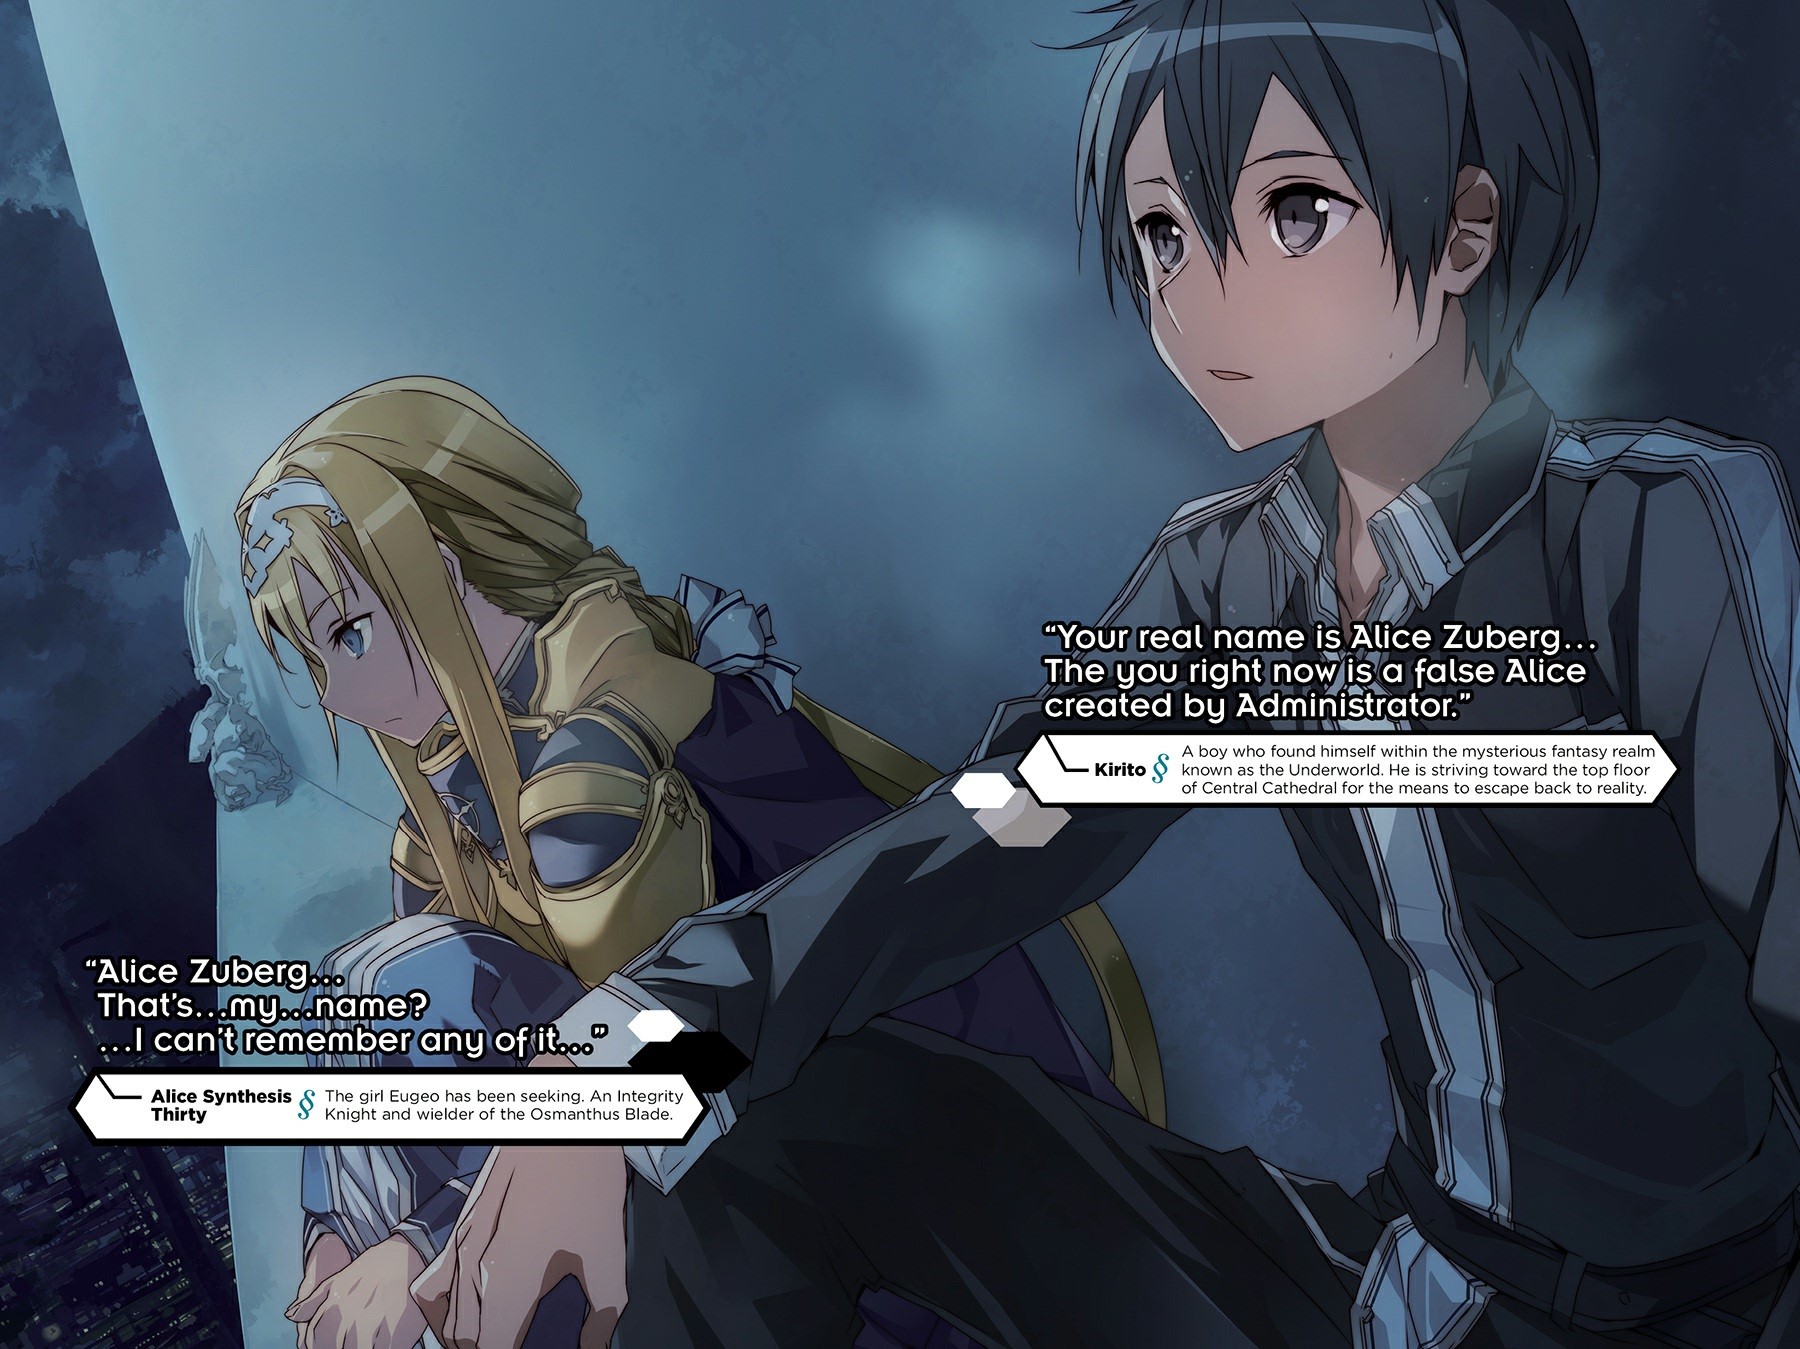 “Your real name is Alice Zuberg…
The you right now is a false Alice
created by Administrator.”
Kirito §
A boy who found himself within the mysterious fantasy realm
known as the Underworld. He is striving toward the top floor
of Central Cathedral for the means to escape back to reality.
“Alice Zuberg…
That’s…my…name?
…I can’t remember any of it…”
Alice Synthesis
Thirty
§
The girl Eugeo has been seeking. An Integrity
Knight and wielder of the Osmanthus Blade.